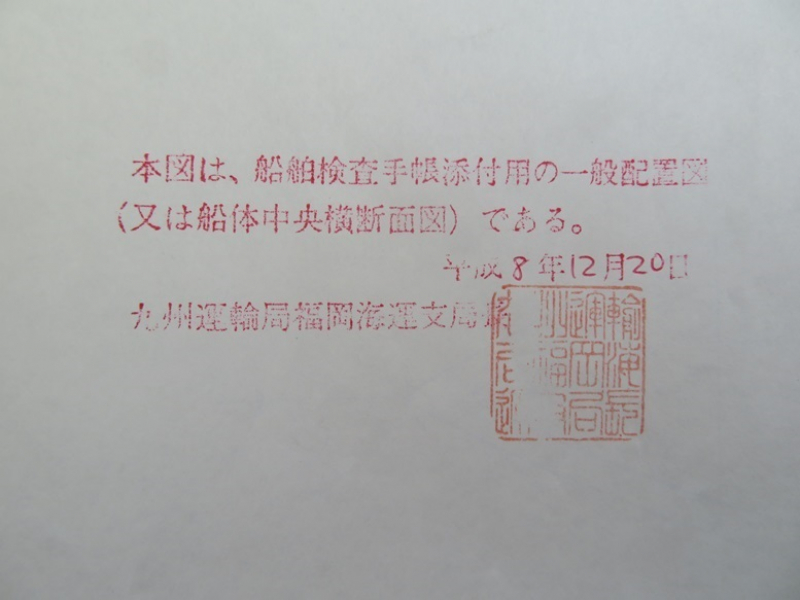 本図は、船舶検査手帳添付用の一般配置図
（又は船体中央横断面図）である。
平成8年12月20日
九州運輸局福岡海運支局長